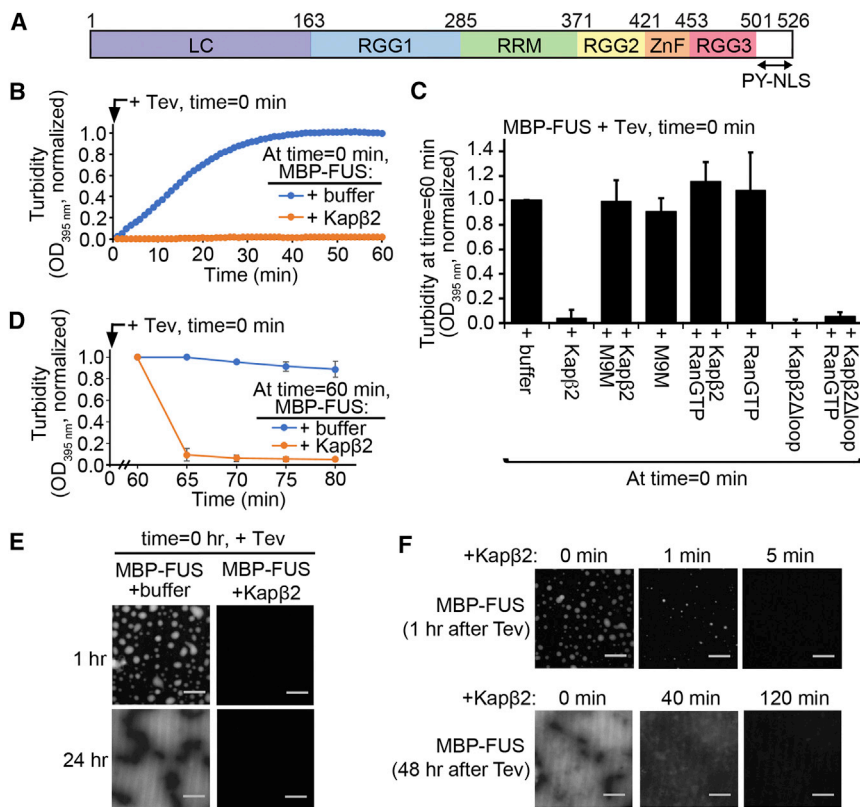 A
1 163 285 371 421 453 501 526
LC RGG1 RRM RGG2 ZnF RGG3
PY-NLS
B
+ Tev, time=0 min
Turbidity
(OD395 nm, normalized)
1.0
0.8
0.6
0.4
0.2
0.0
At time=0 min,
MBP-FUS:
+ buffer
+ Kapβ2
0 10 20 30 40 50 60
Time (min)
C
MBP-FUS + Tev, time=0 min
Turbidity at time=60 min
(OD395 nm, normalized)
1.4
1.2
1.0
0.8
0.6
0.4
0.2
0.0
+ buffer
+ Kapβ2
+ Kapβ2
+ M9M
+ M9M
+ Kapβ2
+ RanGTP
+ RanGTP
+ Kapβ2Δloop
+ Kapβ2Δloop
+ RanGTP
At time=0 min
D
+ Tev, time=0 min
Turbidity
(OD395 nm, normalized)
1.0
0.8
0.6
0.4
0.2
0.0
At time=60 min,
MBP-FUS:
+ buffer
+ Kapβ2
0 60 65 70 75 80
Time (min)
E
time=0 hr, + Tev
MBP-FUS MBP-FUS
+buffer +Kapβ2
1 hr
24 hr
F
+Kapβ2: 0 min 1 min 5 min
MBP-FUS
(1 hr after Tev)
+Kapβ2: 0 min 40 min 120 min
MBP-FUS
(48 hr after Tev)